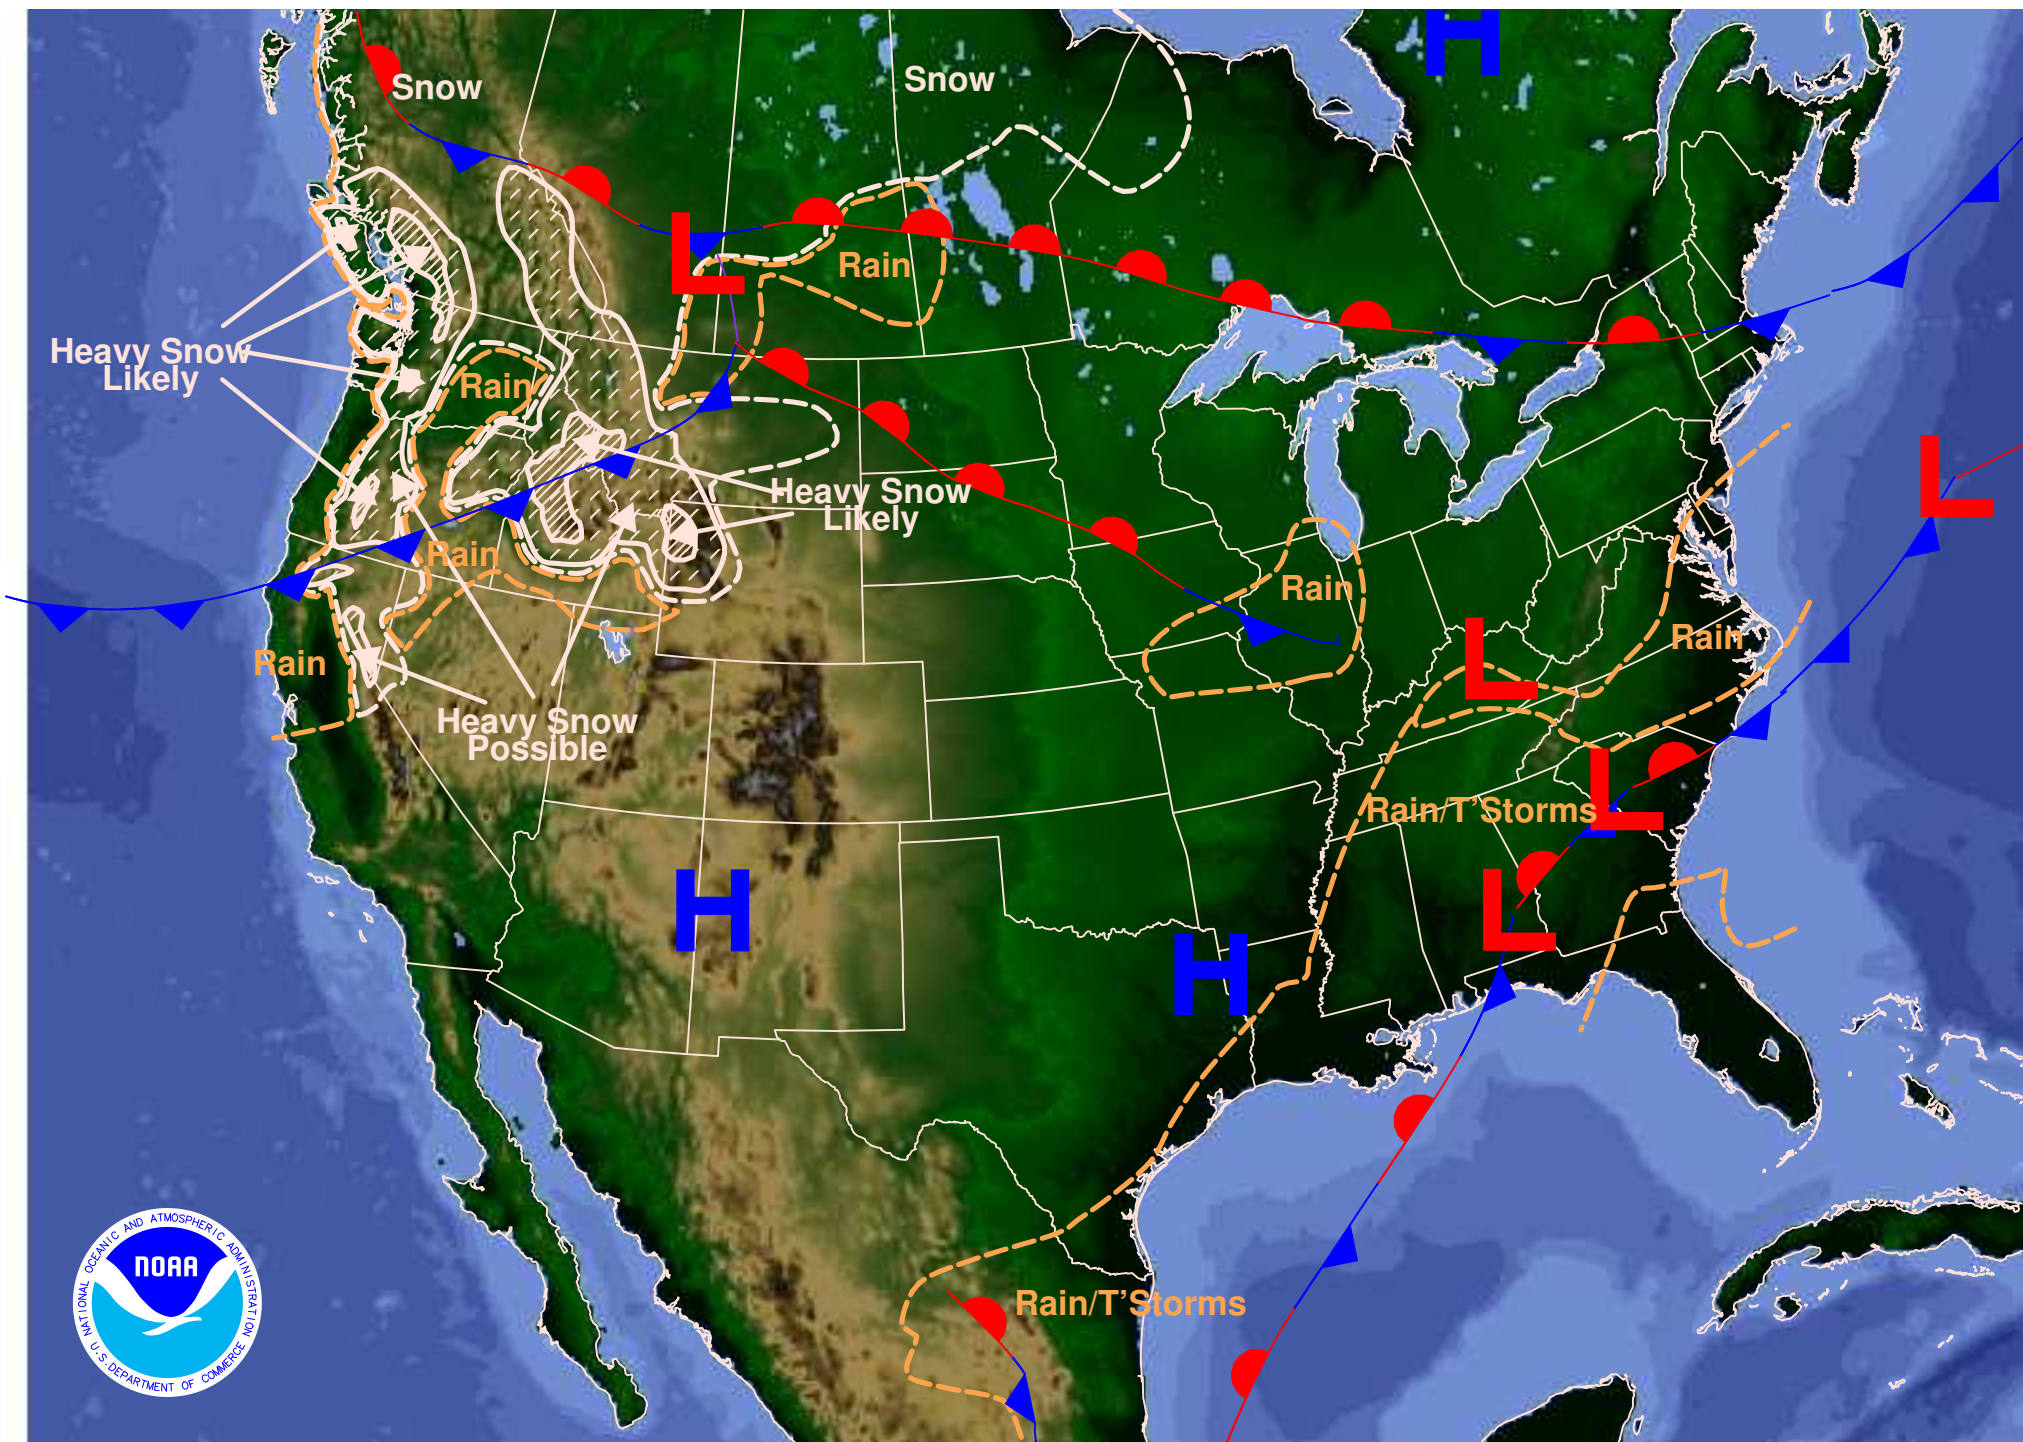 H
Snow
Snow
L
Rain
Heavy Snow
Likely
Rain
Heavy Snow
Likely
L
Rain
Rain
L
Rain
Rain
Heavy Snow
Possible
L
Rain/T'Storms
H
L
H
Rain/T'Storms
NATIONAL OCEANIC AND ATMOSPHERIC ADMINISTRATION
NOAA
U.S. DEPARTMENT OF COMMERCE